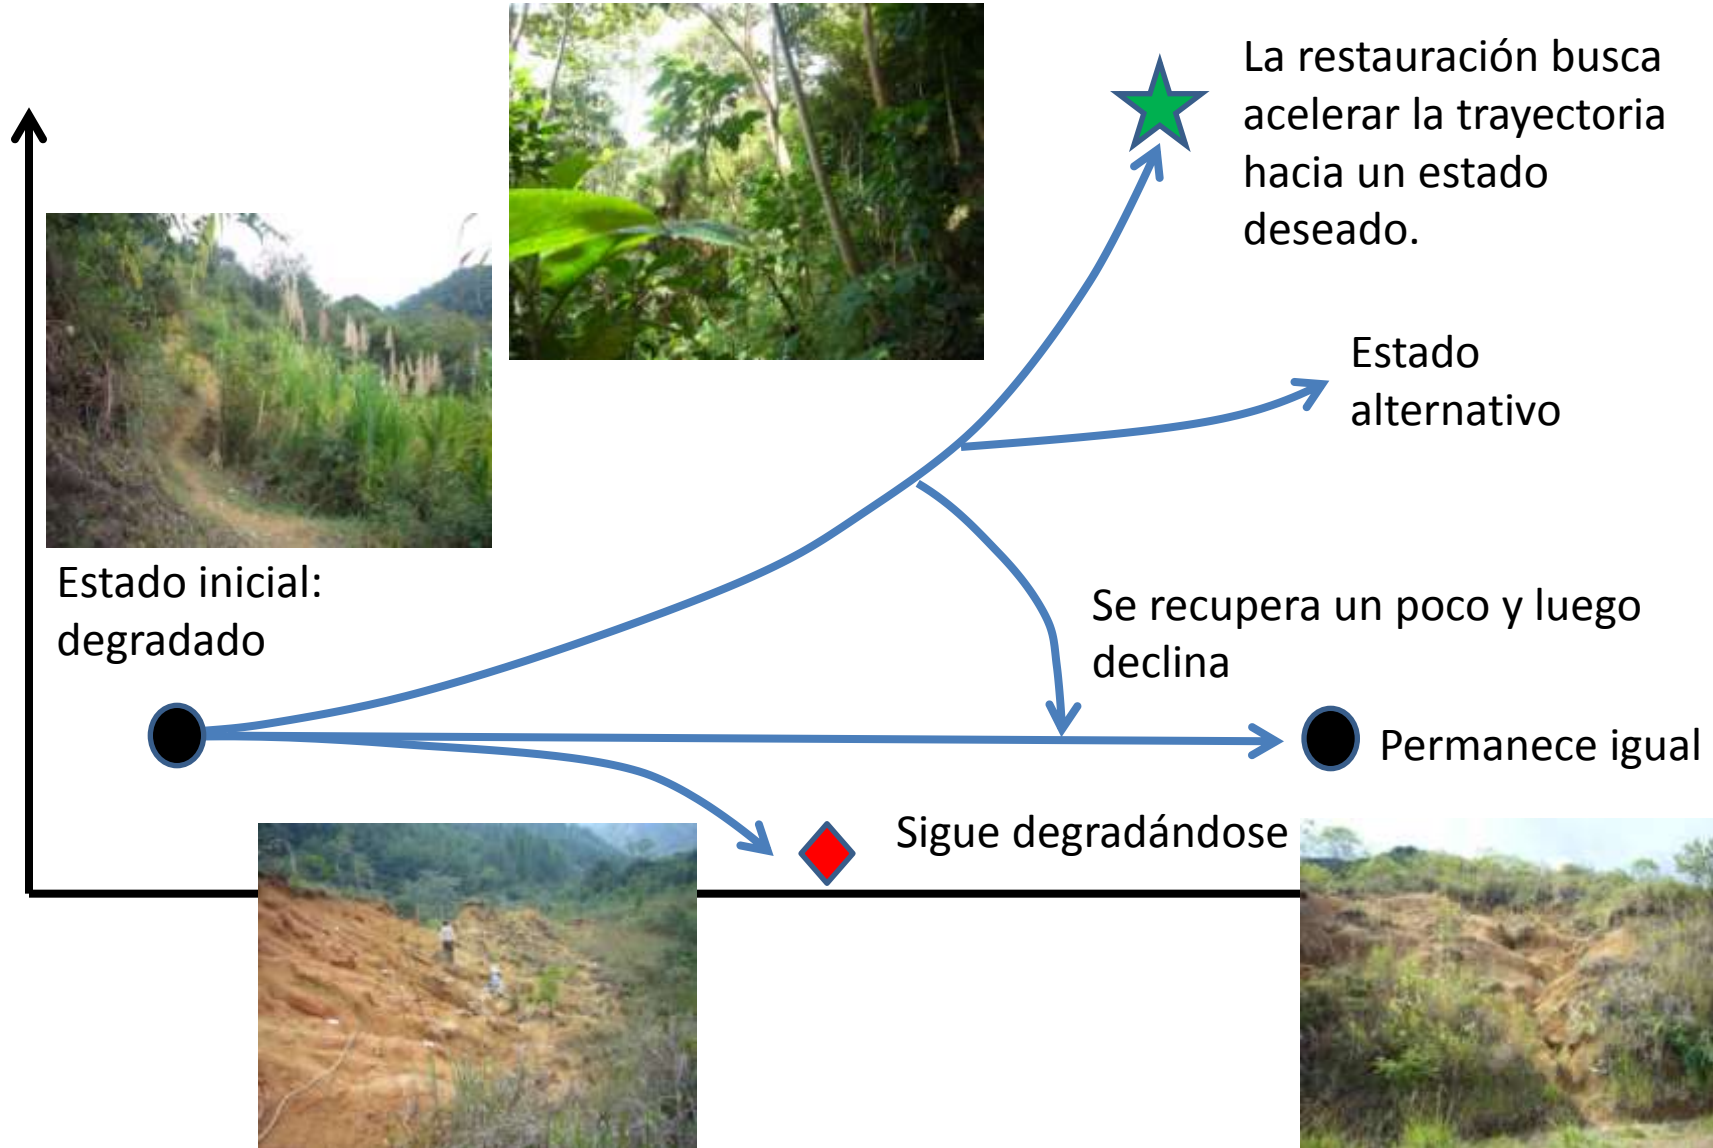 La restauración busca
acelerar la trayectoria
hacia un estado
deseado.
Estado
alternativo
Estado inicial:
degradado
Se recupera un poco y luego
declina
Permanece igual
Sigue degradándose